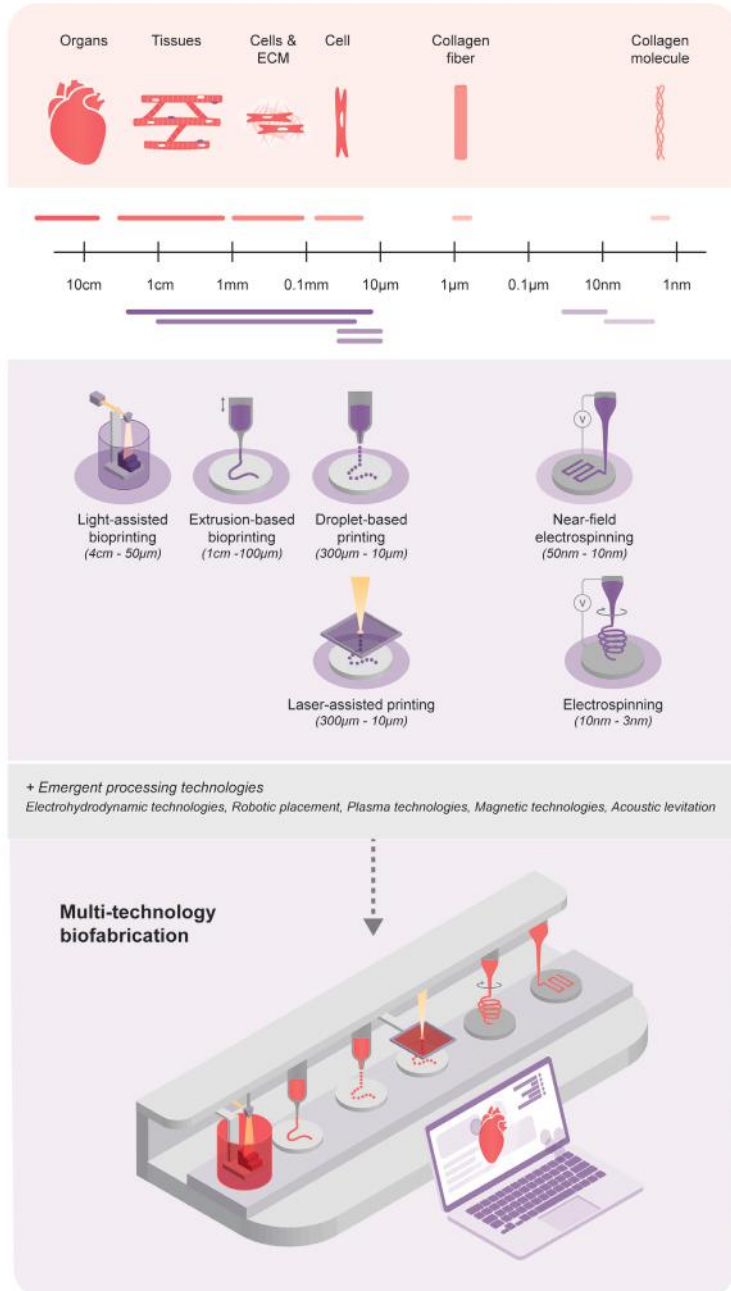 Organs
Tissues
Cells &
ECM
Cell
Collagen
fiber
Collagen
molecule
10cm
1cm
1mm
0.1mm
10µm
1µm
0.1µm
10nm
1nm
Light-assisted
bioprinting
(4cm - 50µm)
Extrusion-based
bioprinting
(1cm -100µm)
Droplet-based
printing
(300µm - 10µm)
V
Near-field
electrospinning
(50nm - 10nm)
Laser-assisted printing
(300µm - 10µm)
V
Electrospinning
(10nm - 3nm)
+ Emergent processing technologies
Electrohydrodynamic technologies, Robotic placement, Plasma technologies, Magnetic technologies, Acoustic levitation
Multi-technology
biofabrication